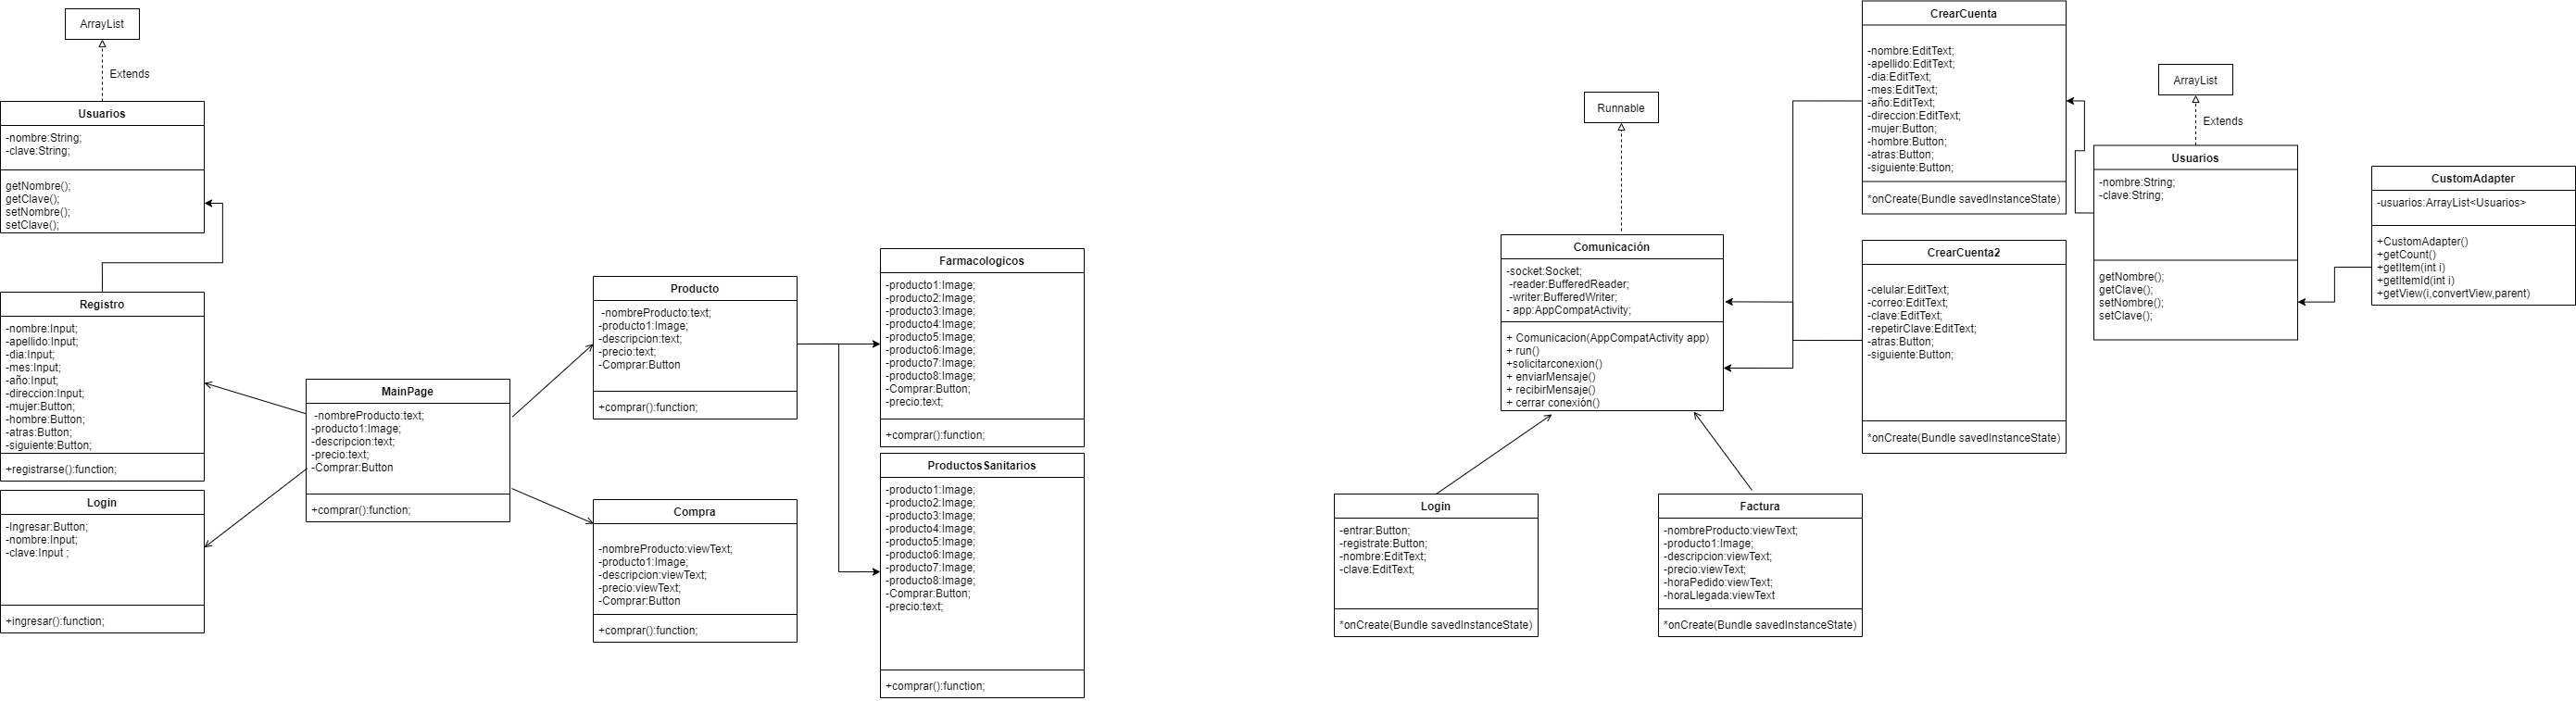 ArrayList
Extends
Usuarios
-nombre:String;
-clave:String;
getNombre();
getClave();
setNombre();
setClave();
Registro
-nombre:Input;
-apellido:Input;
-dia:Input;
-mes:Input;
-año:Input;
-direccion:Input;
-mujer:Button;
-hombre:Button;
-atras:Button;
-siguiente:Button;
+registrarse():function;
Login
-Ingresar:Button;
-nombre:Input;
-clave:Input ;
+ingresar():function;
MainPage
-nombreProducto:text;
-producto1:Image;
-descripcion:text;
-precio:text;
-Comprar:Button
+comprar():function;
Producto
-nombreProducto:text;
-producto1:Image;
-descripcion:text;
-precio:text;
-Comprar:Button
+comprar():function;
Compra
-nombreProducto:viewText;
-producto1:Image;
-descripcion:viewText;
-precio:viewText;
-Comprar:Button
+comprar():function;
Farmacologicos
-producto1:Image;
-producto2:Image;
-producto3:Image;
-producto4:Image;
-producto5:Image;
-producto6:Image;
-producto7:Image;
-producto8:Image;
-Comprar:Button;
-precio:text;
+comprar():function;
ProductosSanitarios
-producto1:Image;
-producto2:Image;
-producto3:Image;
-producto4:Image;
-producto5:Image;
-producto6:Image;
-producto7:Image;
-producto8:Image;
-Comprar:Button;
-precio:text;
+comprar():function;
Runnable
Comunicación
-socket:Socket;
-reader:BufferedReader;
-writer:BufferedWriter;
- app:AppCompatActivity;
+ Comunicacion(AppCompatActivity app)
+ run()
+solicitarconexion()
+ enviarMensaje()
+ recibirMensaje()
+ cerrar conexión()
Login
-entrar:Button;
-registrate:Button;
-nombre:EditText;
-clave:EditText;
*onCreate(Bundle savedInstanceState)
Factura
-nombreProducto:viewText;
-producto1:Image;
-descripcion:viewText;
-precio:viewText;
-horaPedido:viewText;
-horaLlegada:viewText
*onCreate(Bundle savedInstanceState)
CrearCuenta
-nombre:EditText;
-apellido:EditText;
-dia:EditText;
-mes:EditText;
-año:EditText;
-direccion:EditText;
-mujer:Button;
-hombre:Button;
-atras:Button;
-siguiente:Button;
*onCreate(Bundle savedInstanceState)
CrearCuenta2
-celular:EditText;
-correo:EditText;
-clave:EditText;
-repetirClave:EditText;
-atras:Button;
-siguiente:Button;
*onCreate(Bundle savedInstanceState)
ArrayList
Extends
Usuarios
-nombre:String;
-clave:String;
getNombre();
getClave();
setNombre();
setClave();
CustomAdapter
-usuarios:ArrayList<Usuarios>
+CustomAdapter()
+getCount()
+getItem(int i)
+getItemId(int i)
+getView(i,convertView,parent)